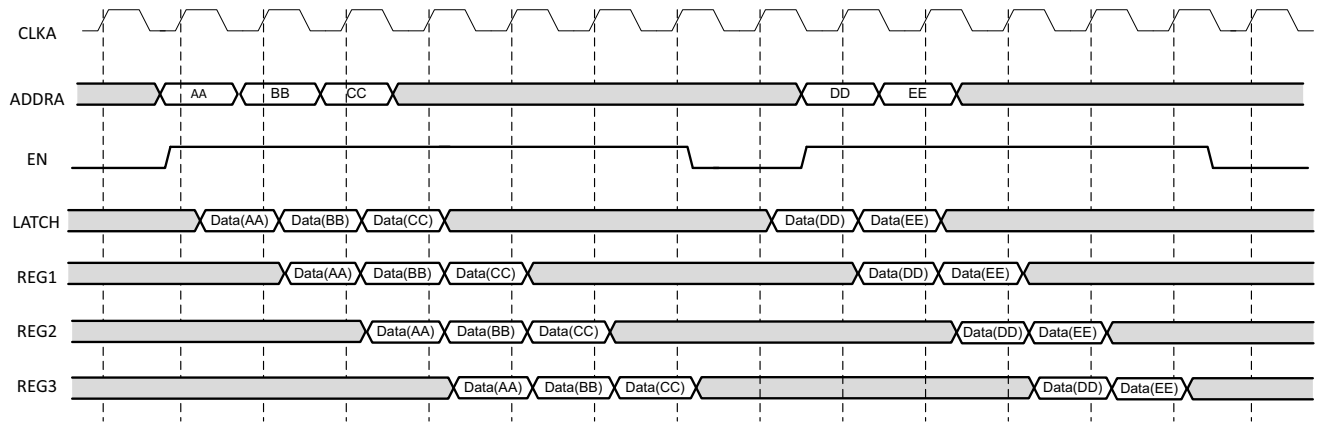 CLKA
ADDRA AA BB CC DD EE
EN
LATCH Data(AA) Data(BB) Data(CC) Data(DD) Data(EE)
REG1 Data(AA) Data(BB) Data(CC) Data(DD) Data(EE)
REG2 Data(AA) Data(BB) Data(CC) Data(DD) Data(EE)
REG3 Data(AA) Data(BB) Data(CC) Data(DD) Data(EE)